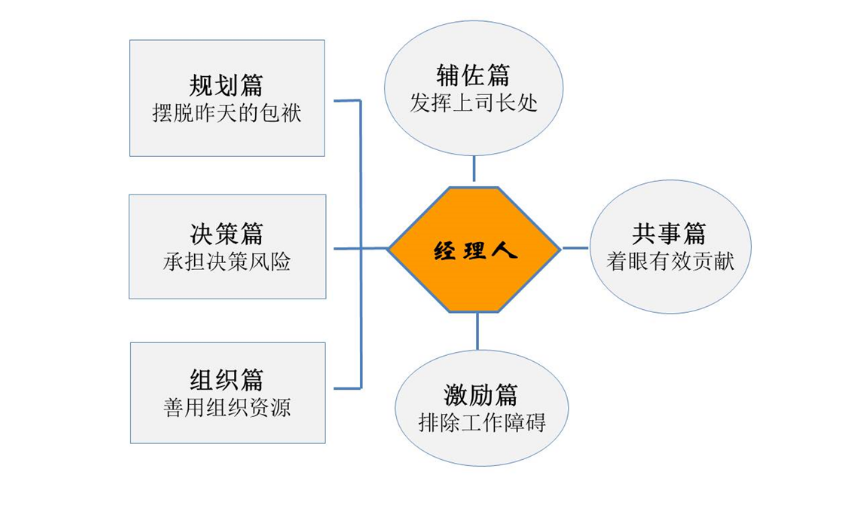 规划篇
摆脱昨天的包袱
决策篇
承担决策风险
组织篇
善用组织资源
辅佐篇
发挥上司长处
经理人
共事篇
着眼有效贡献
激励篇
排除工作障碍